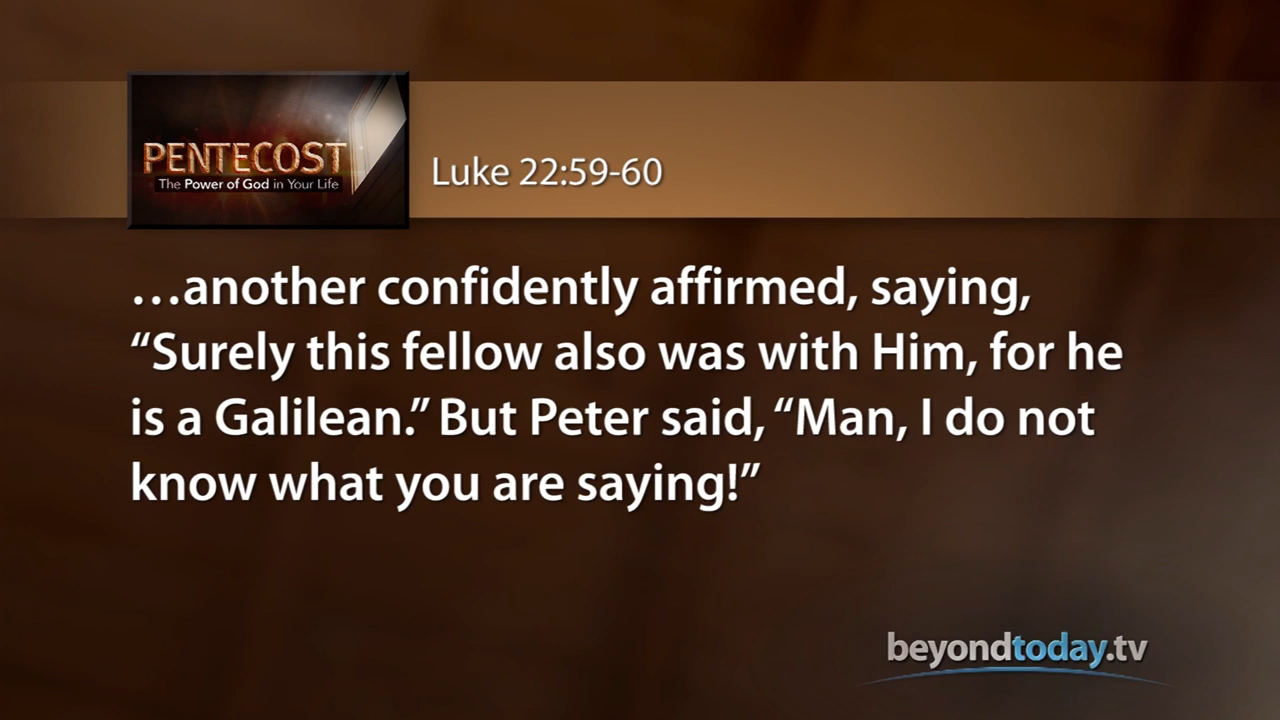 PENTECOST
The Power of God in Your Life
Luke 22:59-60
…another confidently affirmed, saying,
“Surely this fellow also was with Him, for he
is a Galilean.” But Peter said, “Man, I do not
know what you are saying!”
beyondtoday.tv